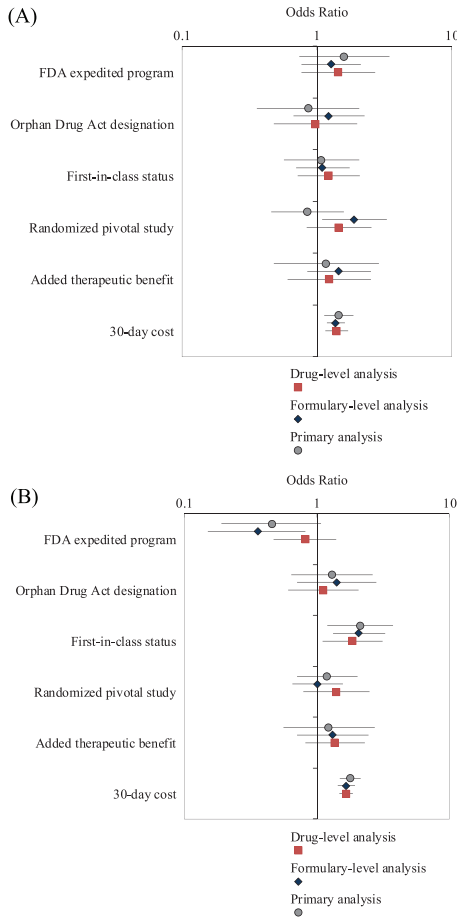 (A)
Odds Ratio
0.1 1 10
FDA expedited program
Orphan Drug Act designation
First-in-class status
Randomized pivotal study
Added therapeutic benefit
30-day cost
Drug-level analysis
Formulary-level analysis
Primary analysis
(B)
Odds Ratio
0.1 1 10
FDA expedited program
Orphan Drug Act designation
First-in-class status
Randomized pivotal study
Added therapeutic benefit
30-day cost
Drug-level analysis
Formulary-level analysis
Primary analysis